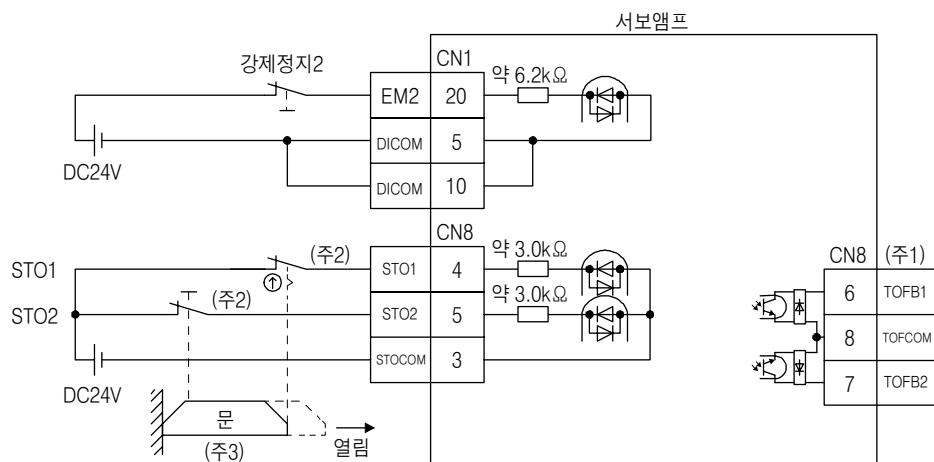 서보앰프
강제정지2
CN1
약 6.2kΩ
EM2 20
DICOM 5
DC24V
DICOM 10
CN8
STO1 (주2) STO1 4 약 3.0kΩ
CN8 (주1)
6 TOFB1
STO2 (주2) STO2 5 약 3.0kΩ
8 TOFCOM
STOCOM 3
7 TOFB2
DC24V
문
(주3)
열림